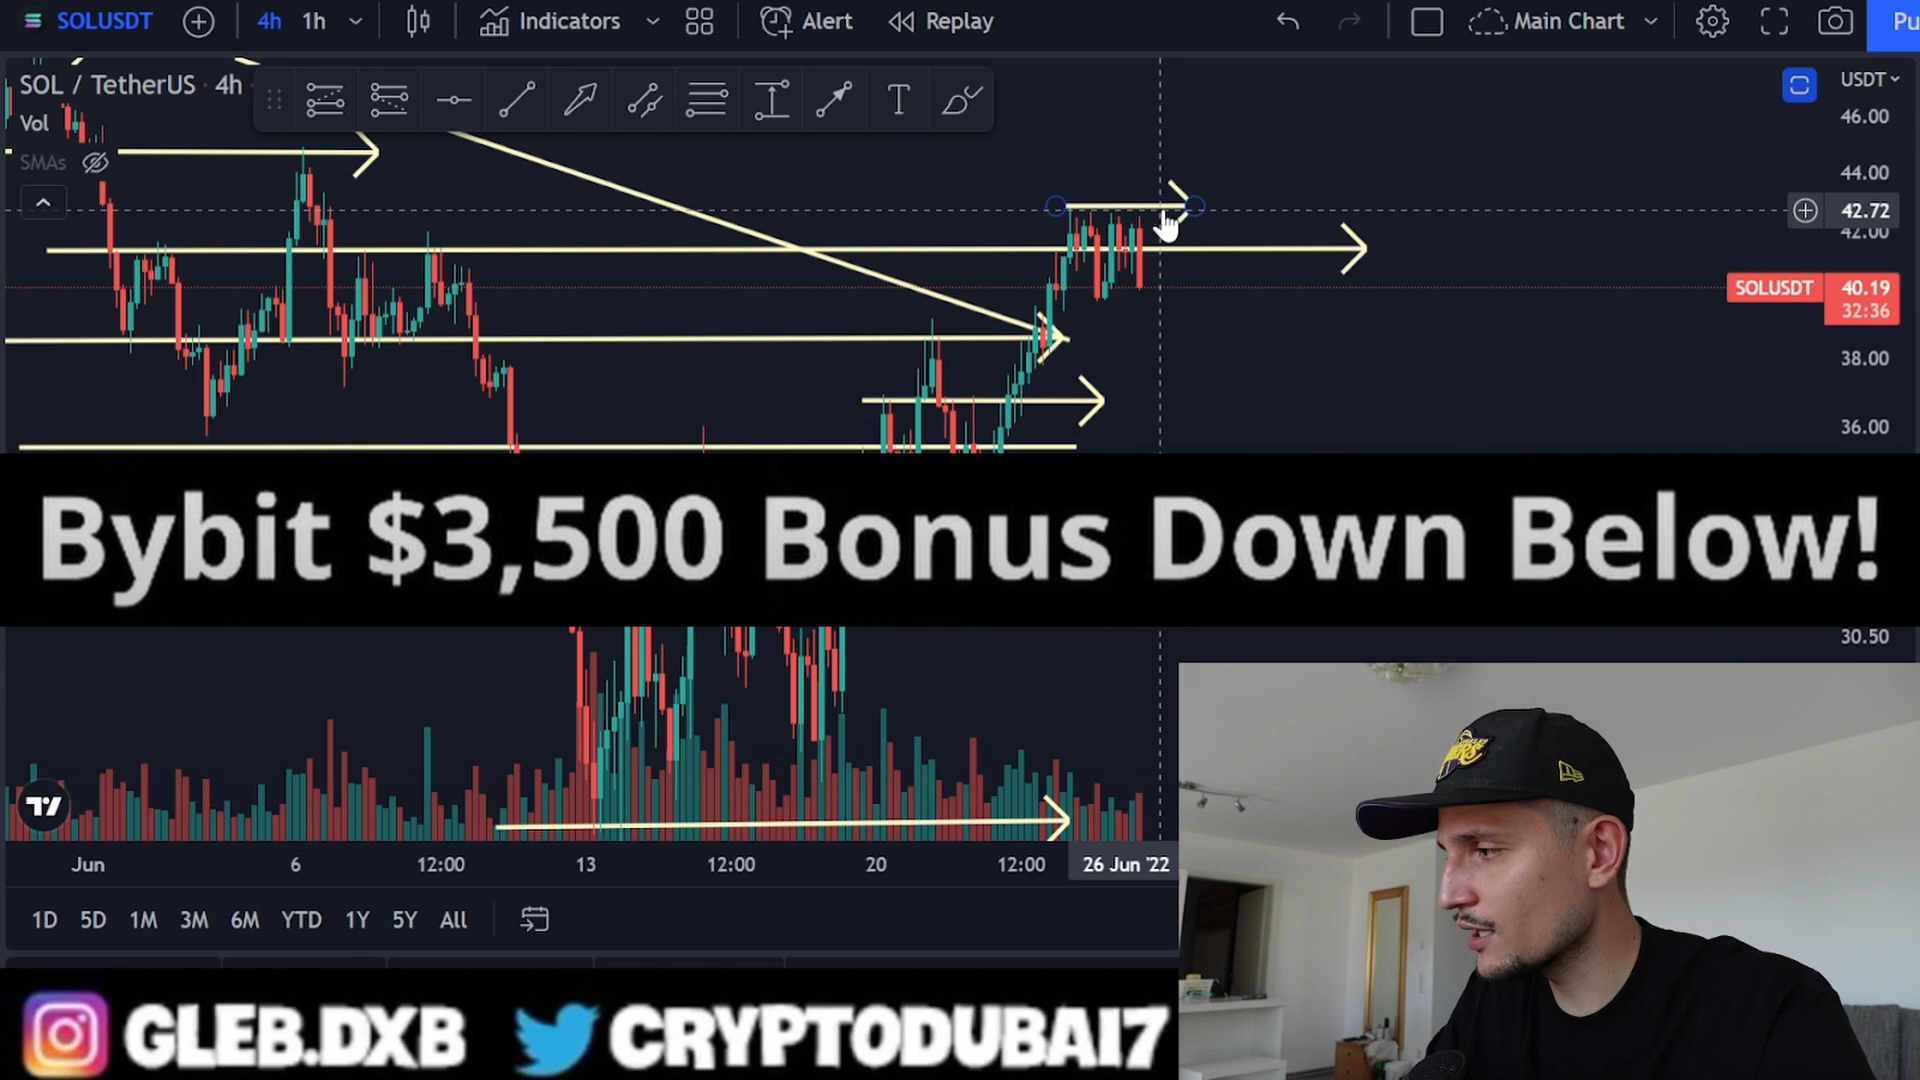 SOLUSDT
4h 1h
Indicators
Alert
Replay
Main Chart
Pu
SOL / TetherUS · 4h
USDT
Vol
SMAs
46.00
44.00
42.72
42.00
SOLUSDT 40.19
32:36
38.00
36.00
Bybit $3,500 Bonus Down Below!
30.50
Jun 6 12:00 13 12:00 20 12:00 26 Jun '22
1D 5D 1M 3M 6M YTD 1Y 5Y All
GLEB.DXB CRYPTODUBAI7